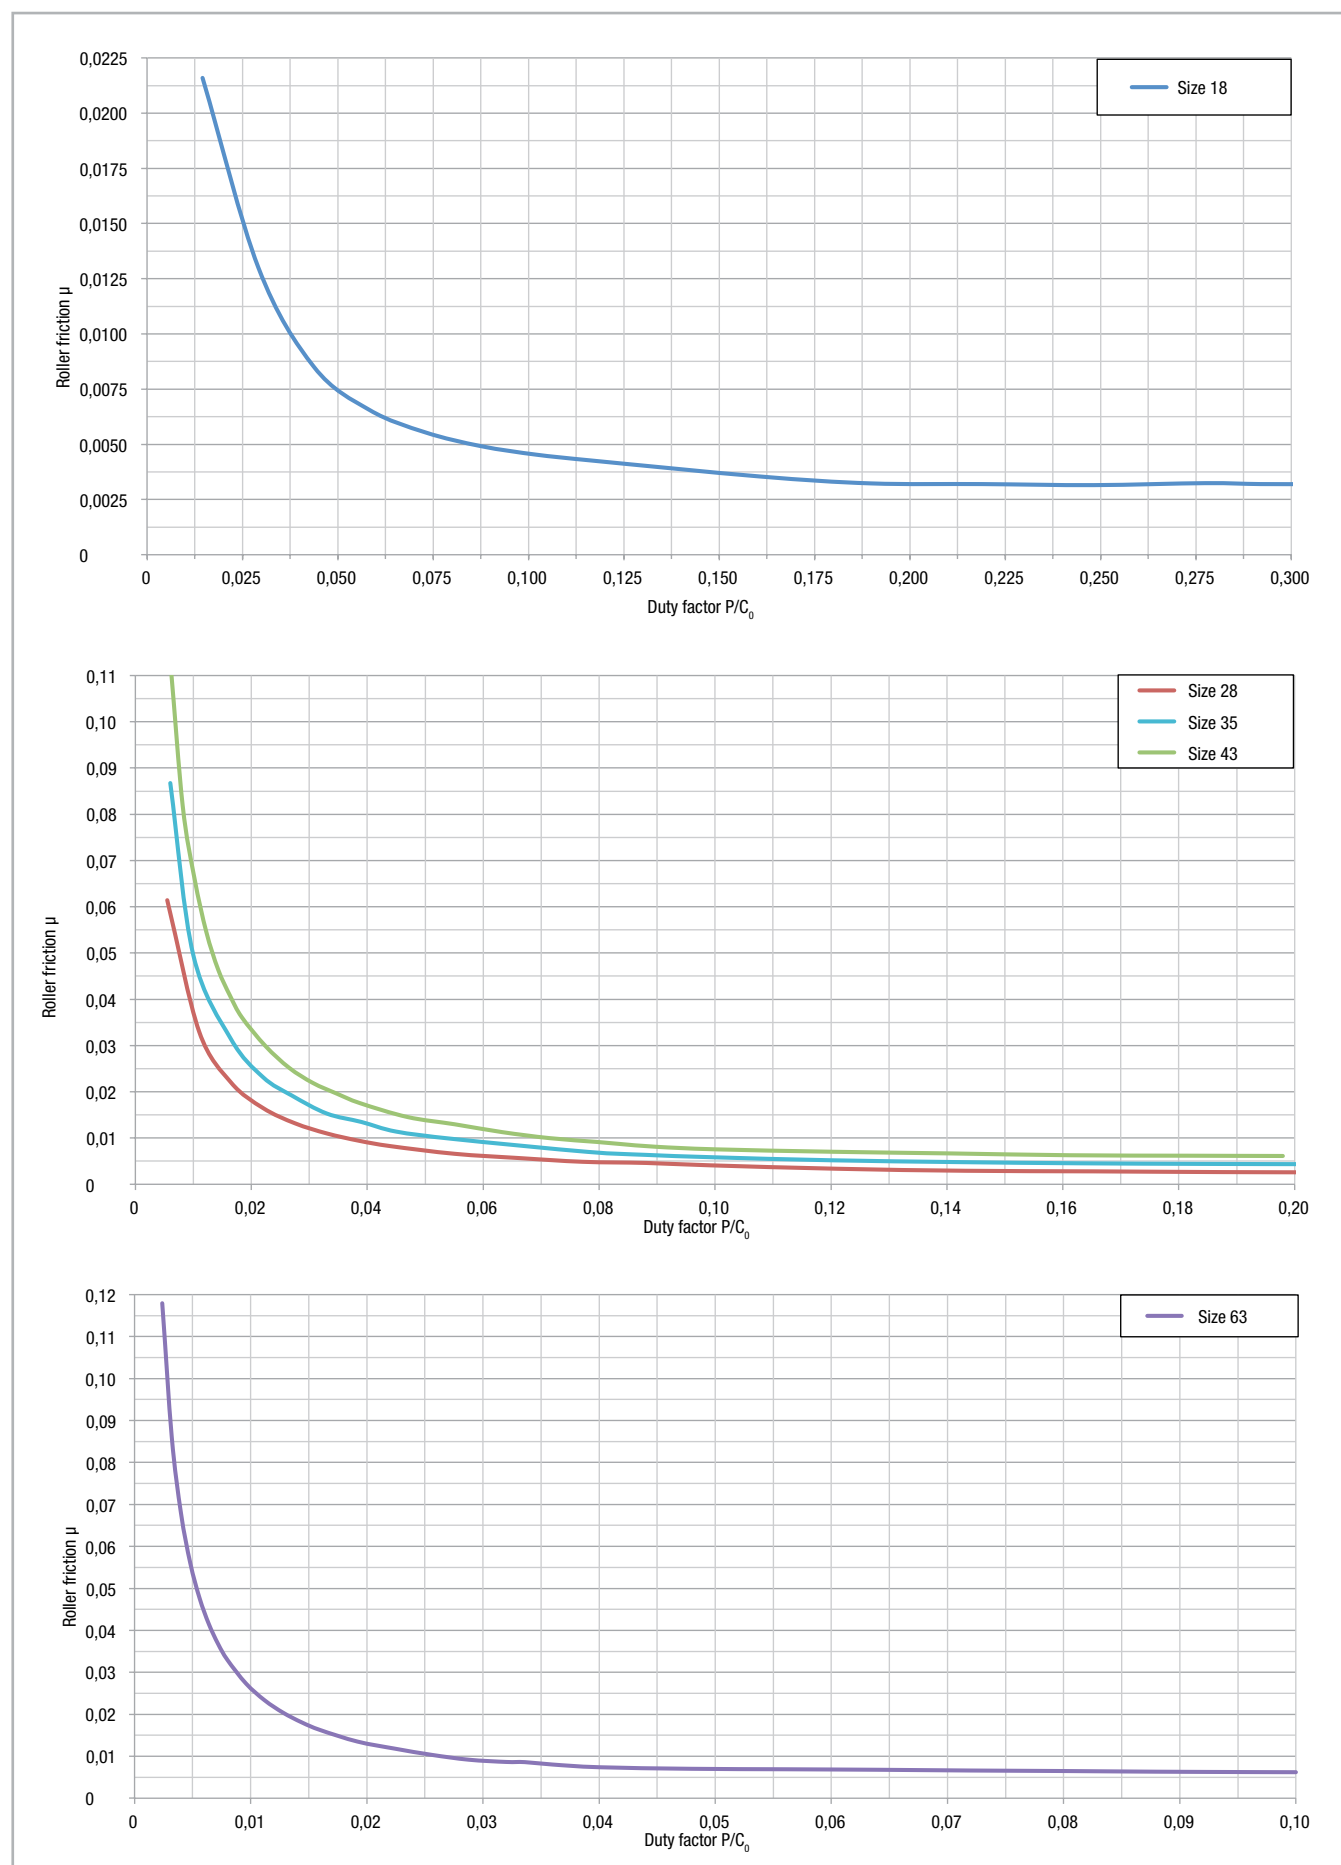 0,0225
0,0200
0,0175
0,0150
0,0125
0,0100
0,0075
0,0050
0,0025
0
Roller friction µ
Size 18
0 0,025 0,050 0,075 0,100 0,125 0,150 0,175 0,200 0,225 0,250 0,275 0,300
Duty factor P/C₀
0,11
0,10
0,09
0,08
0,07
0,06
0,05
0,04
0,03
0,02
0,01
0
Roller friction µ
Size 28
Size 35
Size 43
0 0,02 0,04 0,06 0,08 0,10 0,12 0,14 0,16 0,18 0,20
Duty factor P/C₀
0,12
0,11
0,10
0,09
0,08
0,07
0,06
0,05
0,04
0,03
0,02
0,01
0
Roller friction µ
Size 63
0 0,01 0,02 0,03 0,04 0,05 0,06 0,07 0,08 0,09 0,10
Duty factor P/C₀